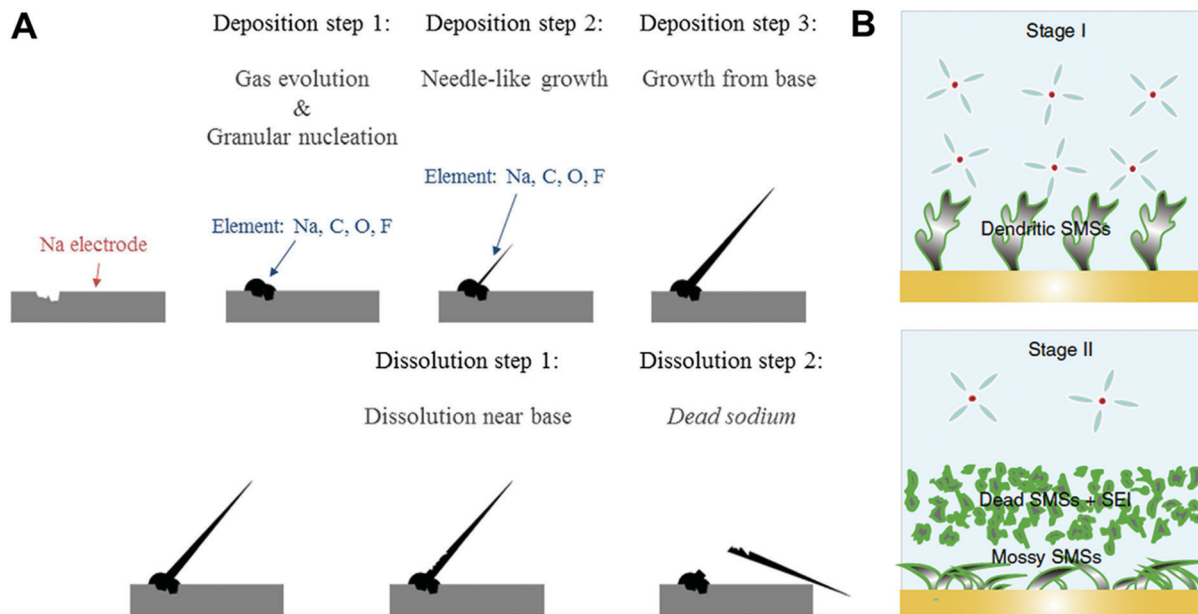 A
Deposition step 1:
Gas evolution
&
Granular nucleation
Element: Na, C, O, F
Deposition step 2:
Needle-like growth
Element: Na, C, O, F
Deposition step 3:
Growth from base
Na electrode
Dissolution step 1:
Dissolution near base
Dissolution step 2:
Dead sodium
B
Stage I
Dendritic SMSs
Stage II
Dead SMSs + SEI
Mossy SMSs